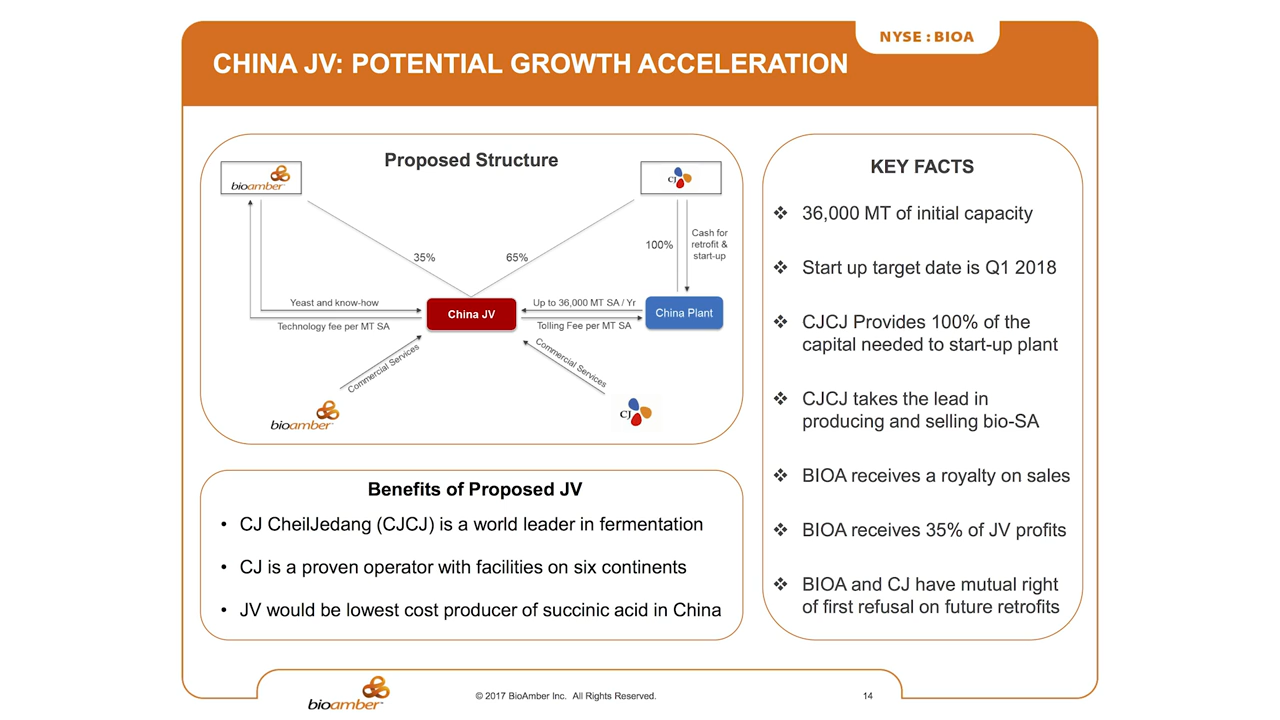 NYSE : BIOA
CHINA JV: POTENTIAL GROWTH ACCELERATION
Proposed Structure
bioamber™
CJ
35%
65%
100%
Cash for
retrofit &
start-up
Yeast and know-how
Technology fee per MT SA
China JV
Up to 36,000 MT SA / Yr
Tolling Fee per MT SA
China Plant
Commercial Services
Commercial Services
bioamber™
CJ
Benefits of Proposed JV
• CJ CheilJedang (CJCJ) is a world leader in fermentation
• CJ is a proven operator with facilities on six continents
• JV would be lowest cost producer of succinic acid in China
KEY FACTS
❖ 36,000 MT of initial capacity
❖ Start up target date is Q1 2018
❖ CJCJ Provides 100% of the
capital needed to start-up plant
❖ CJCJ takes the lead in
producing and selling bio-SA
❖ BIOA receives a royalty on sales
❖ BIOA receives 35% of JV profits
❖ BIOA and CJ have mutual right
of first refusal on future retrofits
bioamber™
© 2017 BioAmber Inc. All Rights Reserved.
14